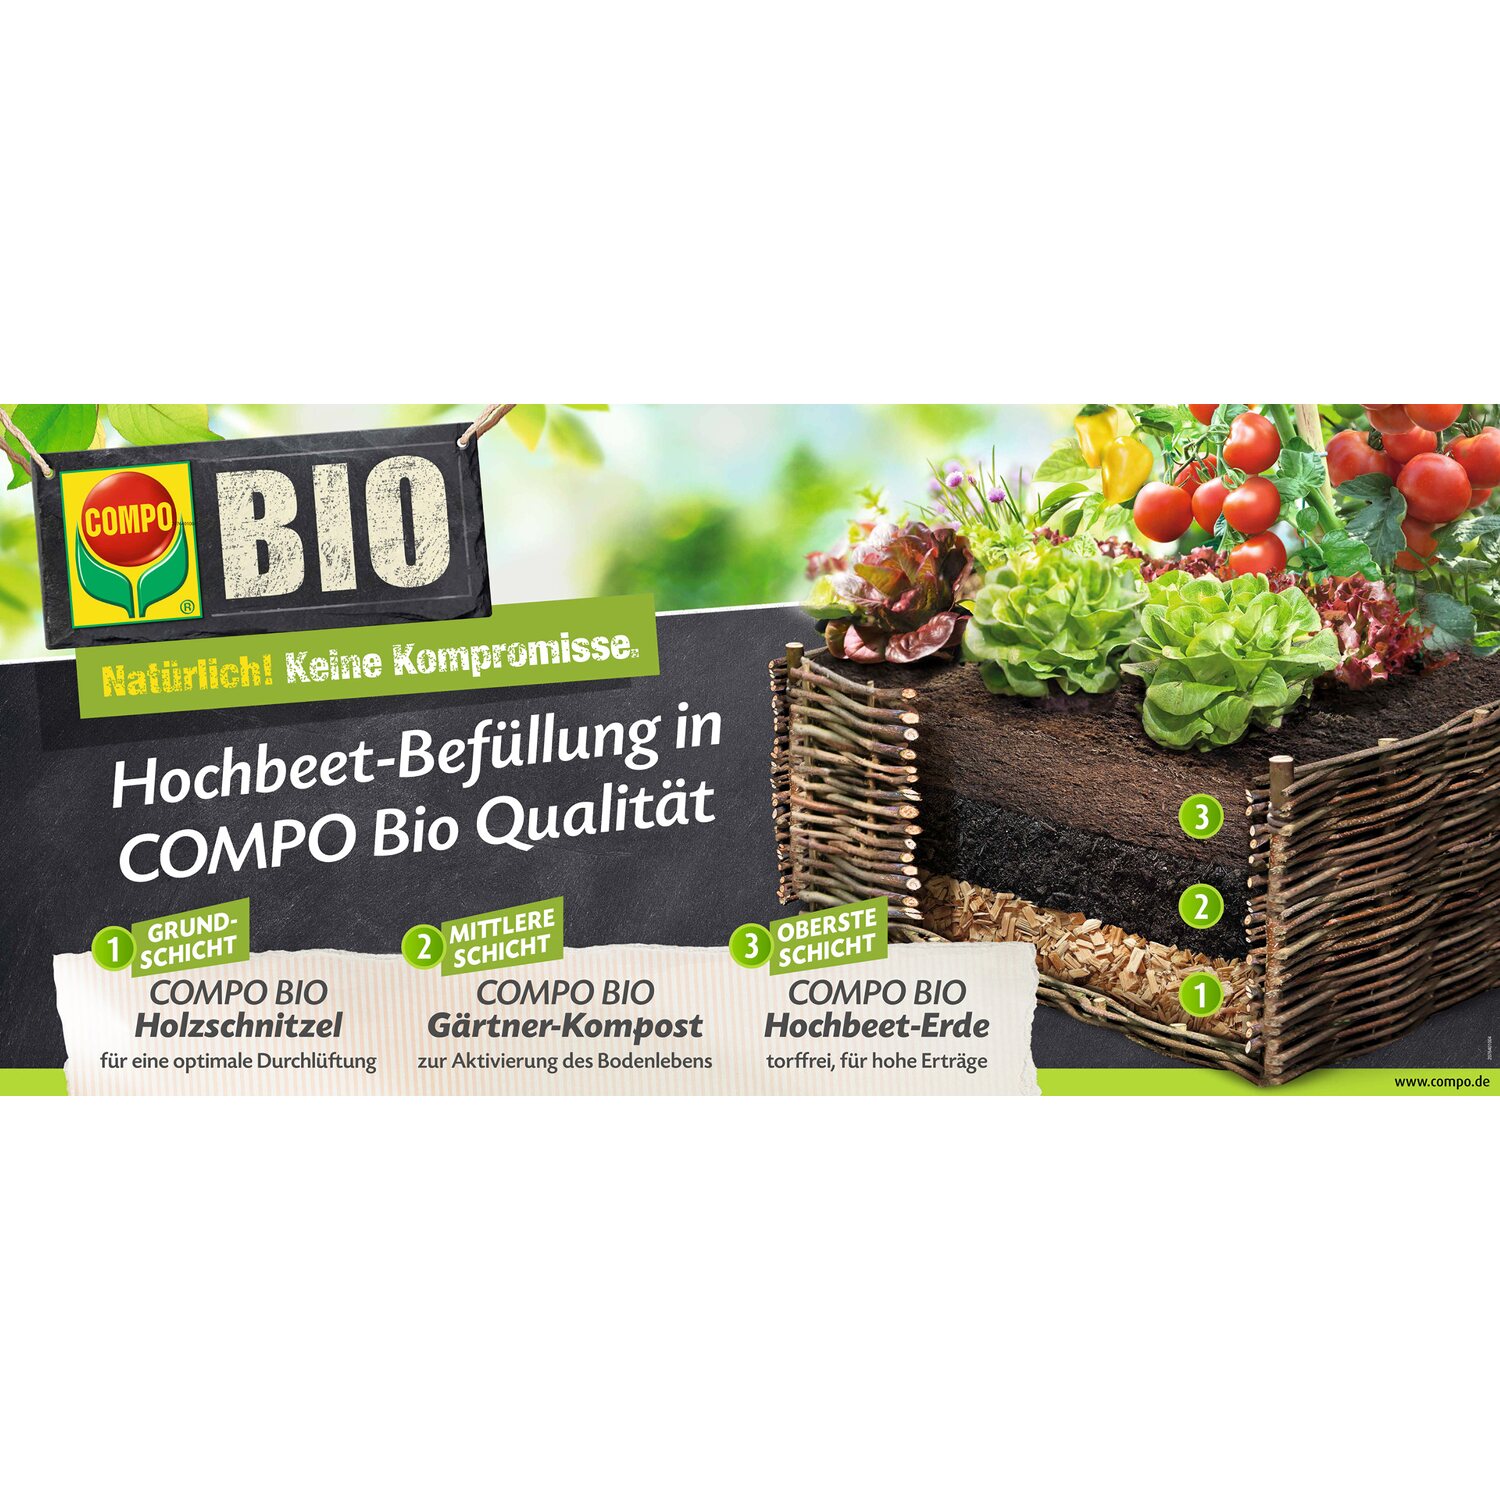 COMPO
®
BIO
Natürlich! Keine Kompromisse.
Hochbeet-Befüllung in
COMPO Bio Qualität
1 GRUND-
SCHICHT
COMPO BIO
Holzschnitzel
für eine optimale Durchlüftung
2 MITTLERE
SCHICHT
COMPO BIO
Gärtner-Kompost
zur Aktivierung des Bodenlebens
3 OBERSTE
SCHICHT
COMPO BIO
Hochbeet-Erde
torffrei, für hohe Erträge
3
2
1
www.compo.de